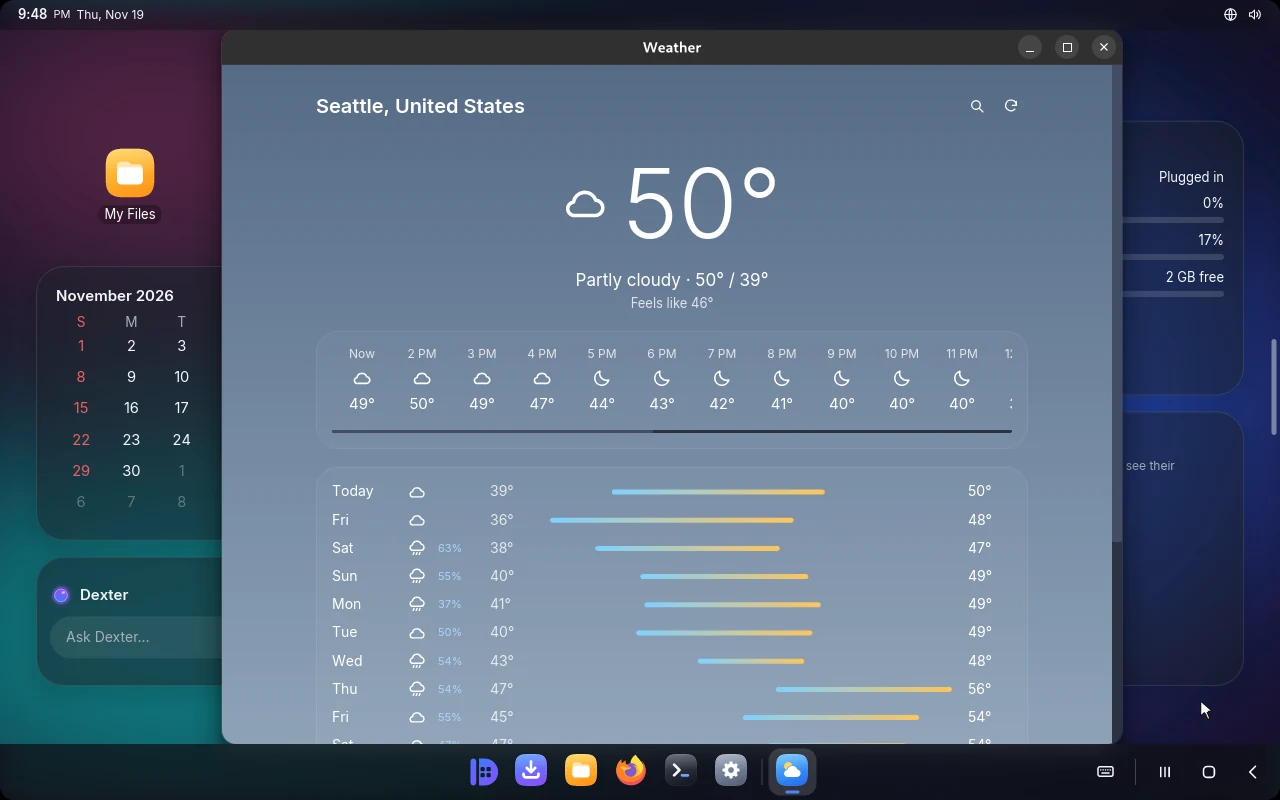 9:48 PM Thu, Nov 19
Weather
My Files
November 2026
S M T
1 2 3
8 9 10
15 16 17
22 23 24
29 30 1
6 7 8
Dexter
Ask Dexter...
Seattle, United States
50°
Partly cloudy · 50° / 39°
Feels like 46°
Now 2 PM 3 PM 4 PM 5 PM 6 PM 7 PM 8 PM 9 PM 10 PM 11 PM
49° 50° 49° 47° 44° 43° 42° 41° 40° 40° 40°
Today 39° 50°
Fri 36° 48°
Sat 63% 38° 47°
Sun 55% 40° 49°
Mon 37% 41° 49°
Tue 50% 40° 49°
Wed 54% 43° 48°
Thu 54% 47° 56°
Fri 55% 45° 54°
Sat 47° 54°
Plugged in
0%
17%
2 GB free
see their